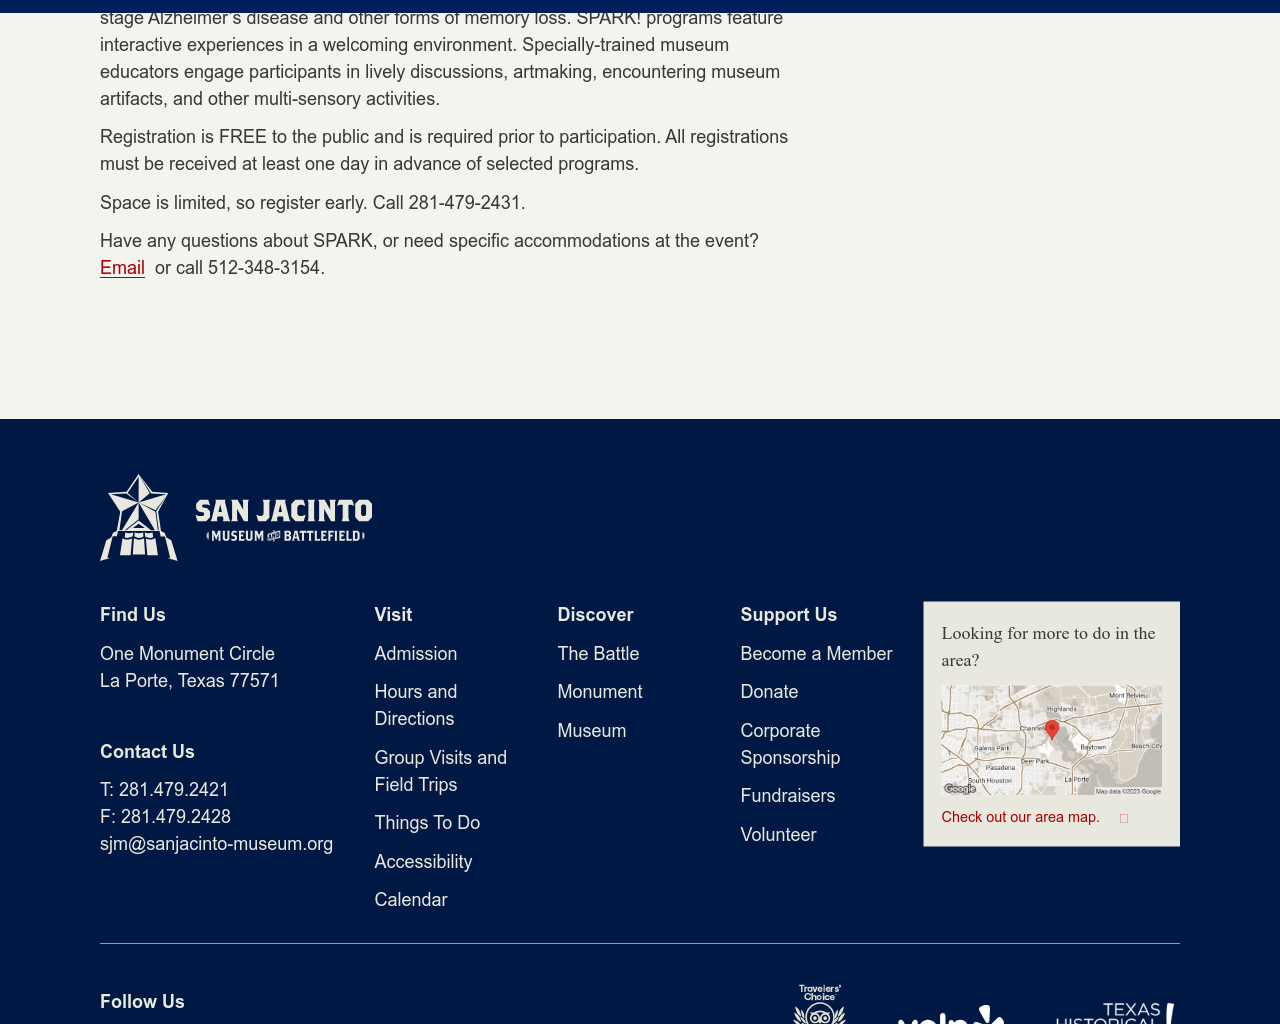 stage Alzheimer's disease and other forms of memory loss. SPARK! programs feature
interactive experiences in a welcoming environment. Specially-trained museum
educators engage participants in lively discussions, artmaking, encountering museum
artifacts, and other multi-sensory activities.
Registration is FREE to the public and is required prior to participation. All registrations
must be received at least one day in advance of selected programs.
Space is limited, so register early. Call 281-479-2431.
Have any questions about SPARK, or need specific accommodations at the event?
Email or call 512-348-3154.
SAN JACINTO
MUSEUM AND BATTLEFIELD
Find Us
One Monument Circle
La Porte, Texas 77571
Contact Us
T: 281.479.2421
F: 281.479.2428
sjm@sanjacinto-museum.org
Visit
Admission
Hours and
Directions
Group Visits and
Field Trips
Things To Do
Accessibility
Calendar
Discover
The Battle
Monument
Museum
Support Us
Become a Member
Donate
Corporate
Sponsorship
Fundraisers
Volunteer
Looking for more to do in the
area?
Mont Belvieu
Highlands
Channelview
Galena Park
Baytown
Beach City
Deer Park
Pasadena
South Houston
La Porte
Google
Map data ©2023 Google
Check out our area map.
Follow Us
Travelers'
Choice
yelp
TEXAS
HISTORICAL